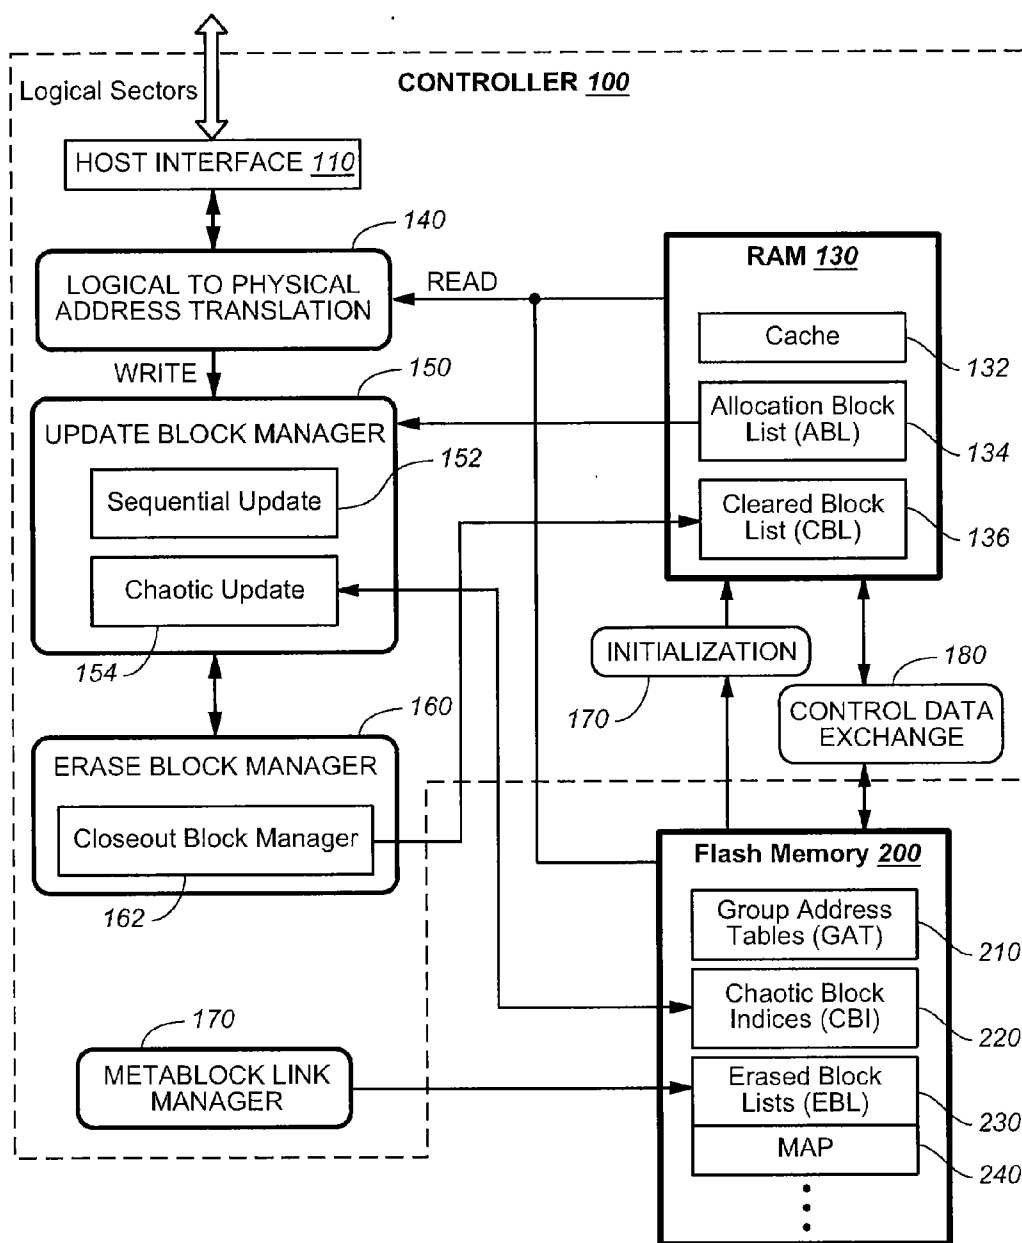 Logical Sectors
CONTROLLER 100
HOST INTERFACE 110
140
LOGICAL TO PHYSICAL
ADDRESS TRANSLATION
READ
RAM 130
Cache
132
WRITE
150
UPDATE BLOCK MANAGER
Allocation Block
List (ABL)
134
152
Sequential Update
Cleared Block
List (CBL)
136
Chaotic Update
154
INITIALIZATION
170
180
CONTROL DATA
EXCHANGE
160
ERASE BLOCK MANAGER
Closeout Block Manager
162
Flash Memory 200
Group Address
Tables (GAT)
210
Chaotic Block
Indices (CBI)
220
170
METABLOCK LINK
MANAGER
Erased Block
Lists (EBL)
230
MAP
240